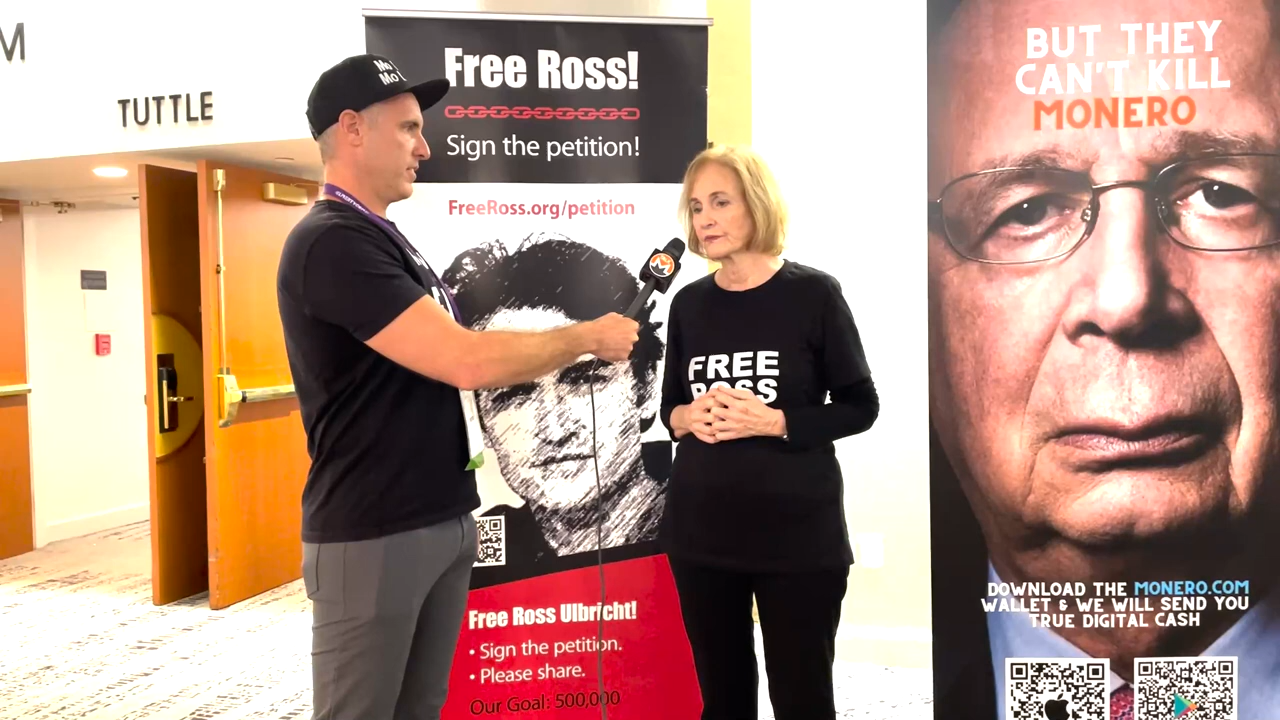 M
TUTTLE
Mo
Mo
Free Ross!
Sign the petition!
FreeRoss.org/petition
FREE
ROSS
Free Ross Ulbricht!
• Sign the petition.
• Please share.
Our Goal: 500,000
BUT THEY
CAN'T KILL
MONERO
DOWNLOAD THE MONERO.COM
WALLET & WE WILL SEND YOU
TRUE DIGITAL CASH